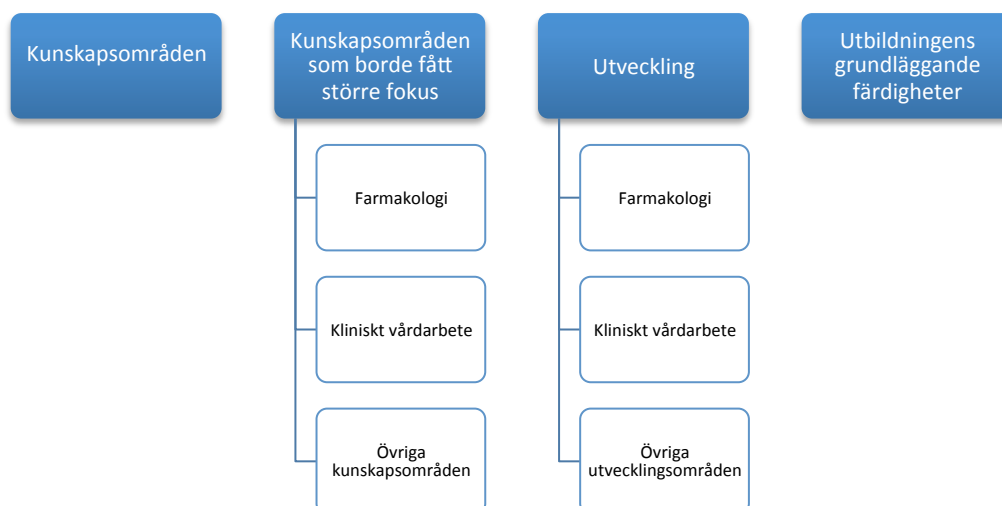 Kunskapsområden
Kunskapsområden
som borde fått
större fokus
Farmakologi
Kliniskt vårdarbete
Övriga
kunskapsområden
Utveckling
Farmakologi
Kliniskt vårdarbete
Övriga
utvecklingsområden
Utbildningens
grundläggande
färdigheter